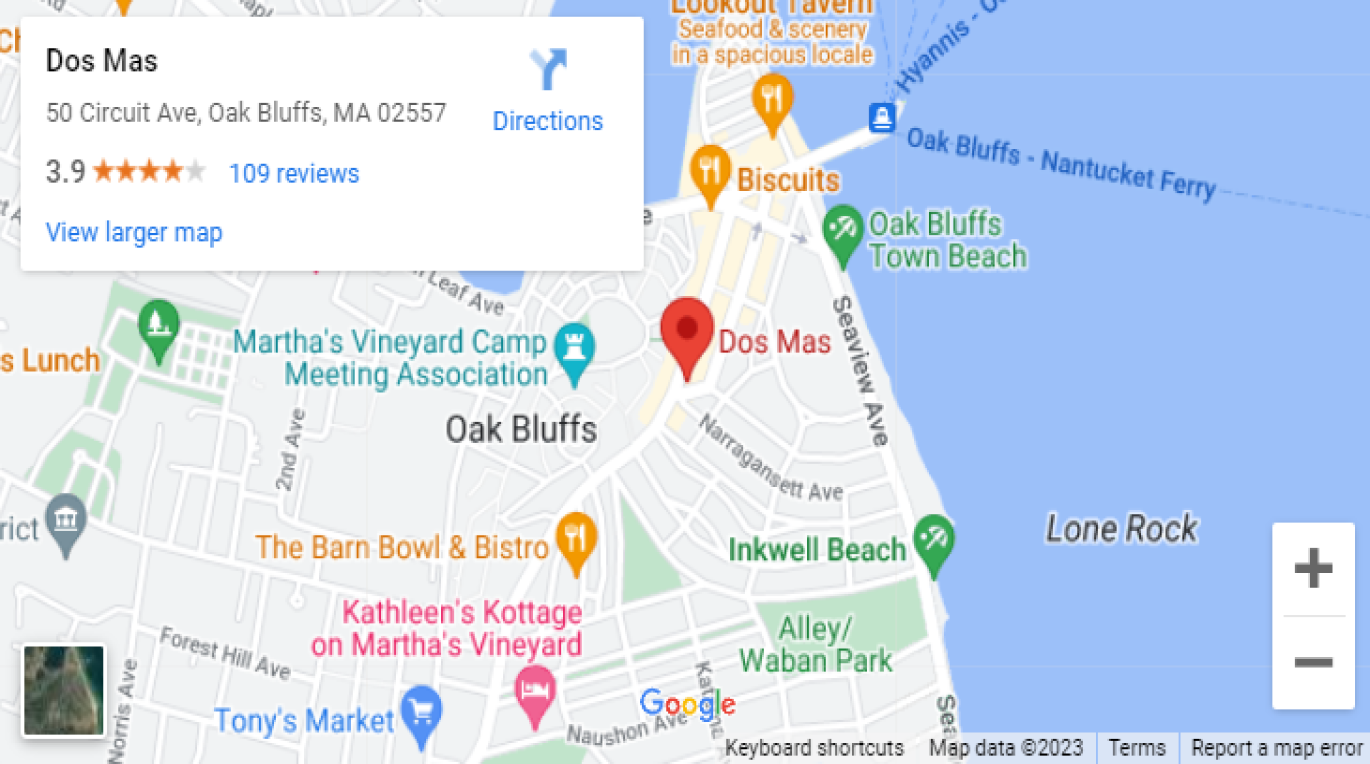 Lookout Tavern
Seafood & scenery
in a spacious locale
Hyannis - O
Dos Mas
50 Circuit Ave, Oak Bluffs, MA 02557
Directions
3.9
109 reviews
View larger map
Oak Bluffs - Nantucket Ferry
Biscuits
Oak Bluffs
Town Beach
Leaf Ave
Seaview Ave
Martha's Vineyard Camp
Meeting Association
Dos Mas
s Lunch
Oak Bluffs
2nd Ave
Narragansett Ave
rict
Lone Rock
The Barn Bowl & Bistro
Inkwell Beach
Kathleen's Kottage
on Martha's Vineyard
Alley/
Waban Park
Forest Hill Ave
Norris Ave
Tony's Market
Google
Naushon Ave
Sea
Keyboard shortcuts
Map data ©2023
Terms
Report a map error